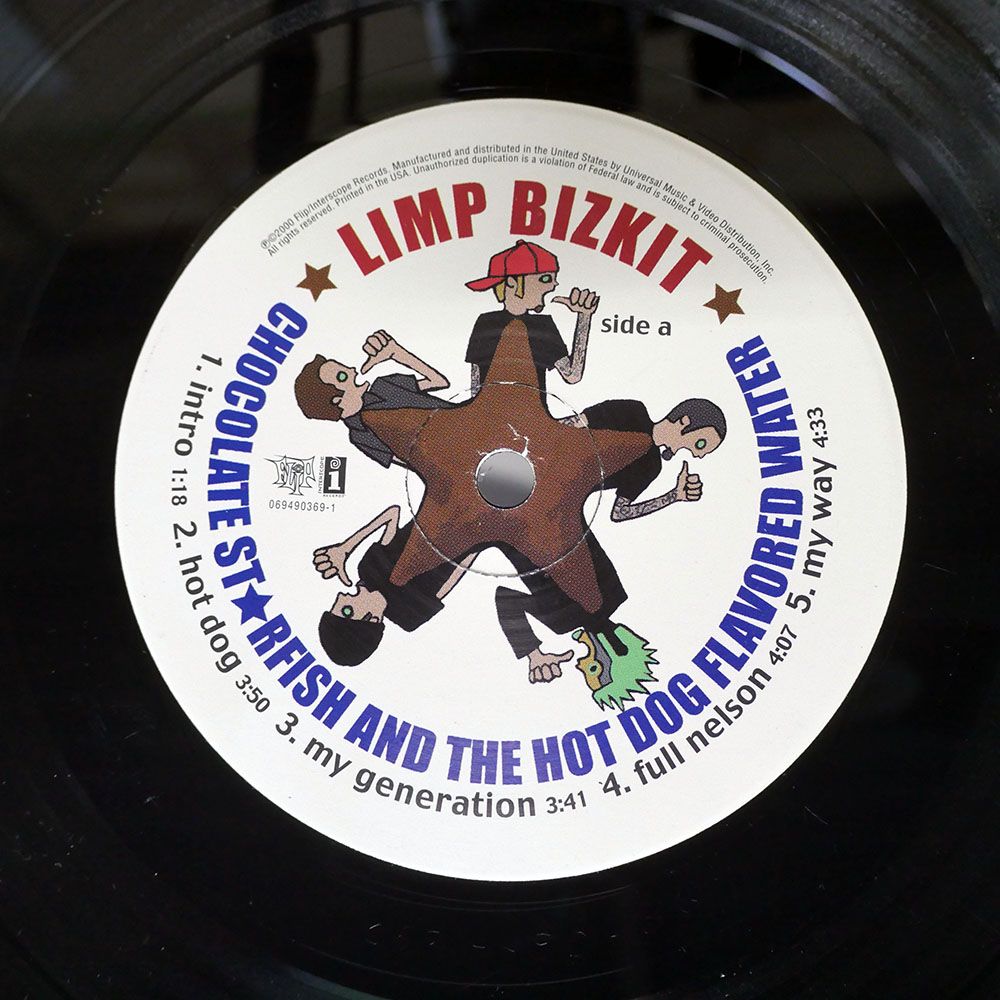 ℗©2000 Flip/Interscope Records. Manufactured and distributed in the United States by Universal Music & Video Distribution, Inc.
All rights reserved. Printed in the USA. Unauthorized duplication is a violation of Federal law and is subject to criminal prosecution.
LIMP BIZKIT
side a
CHOCOLATE ST★RFISH AND THE HOT DOG FLAVORED WATER
FLIP
INTERSCOPE
RECORDS
069490369-1
1. intro 1:18 2. hot dog 3:50 3. my generation 3:41 4. full nelson 4:07 5. my way 4:33